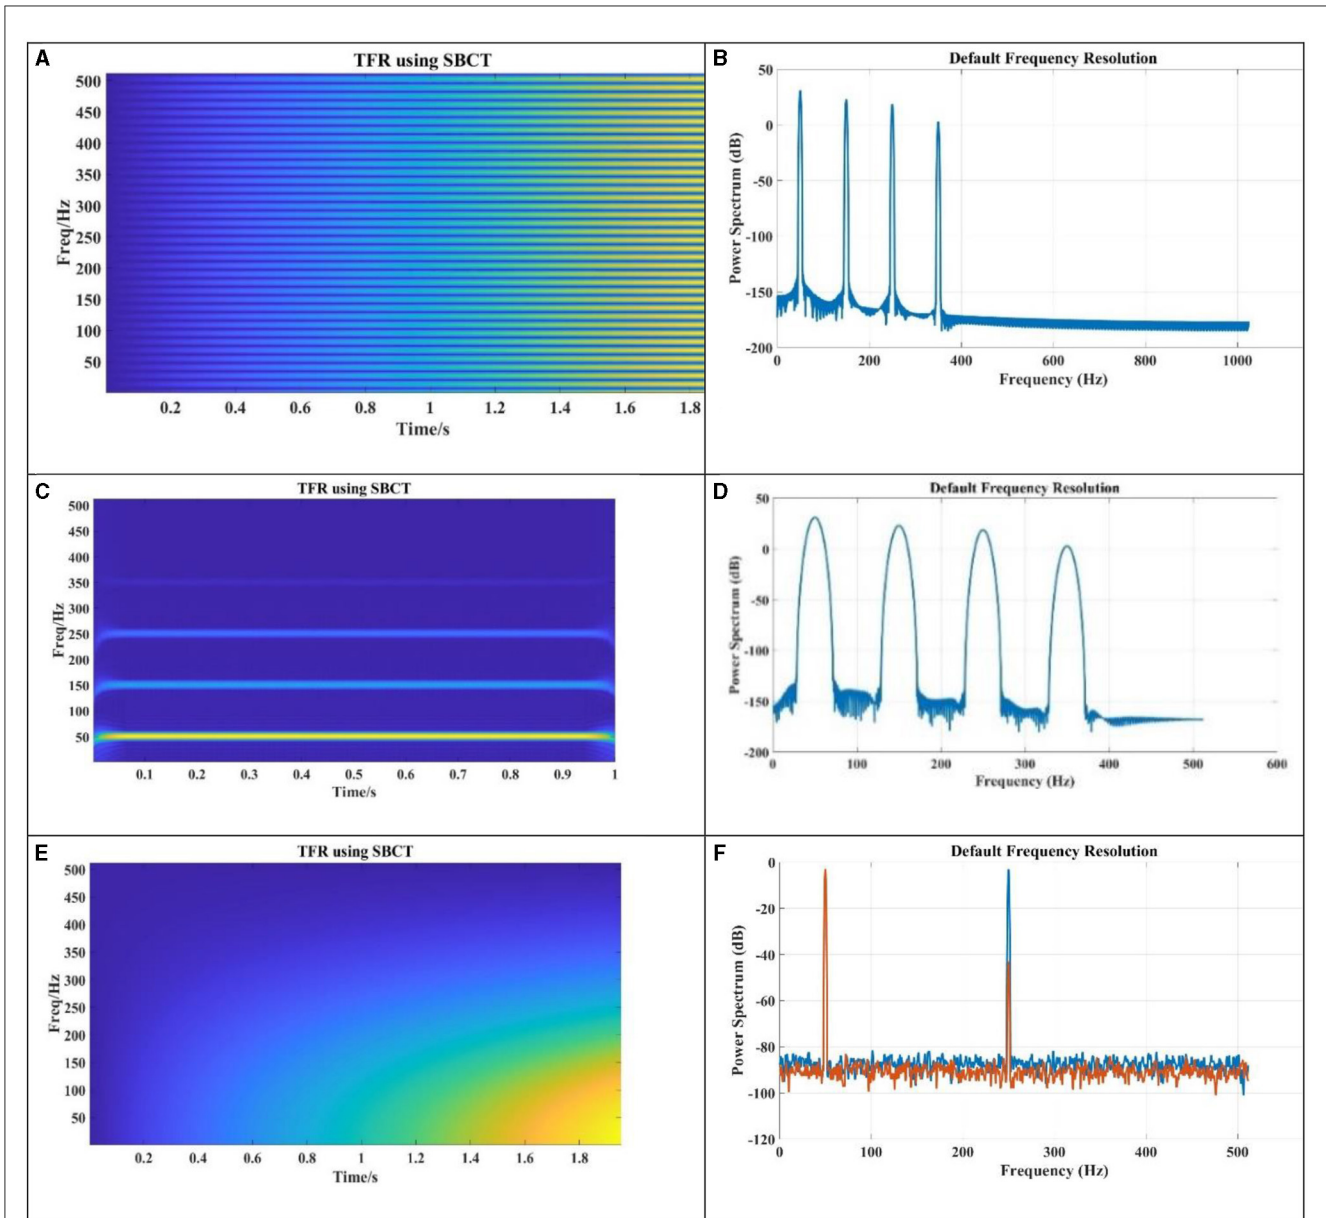 A
TFR using SBCT
500
450
400
350
300
250
200
150
100
50
Freq/Hz
0.2 0.4 0.6 0.8 1 1.2 1.4 1.6 1.8
Time/s
B
Default Frequency Resolution
50
0
-50
-100
-150
-200
Power Spectrum (dB)
0 200 400 600 800 1000
Frequency (Hz)
C
TFR using SBCT
500
450
400
350
300
250
200
150
100
50
Freq/Hz
0.1 0.2 0.3 0.4 0.5 0.6 0.7 0.8 0.9 1
Time/s
D
Default Frequency Resolution
50
0
-50
-100
-150
-200
Power Spectrum (dB)
0 100 200 300 400 500 600
Frequency (Hz)
E
TFR using SBCT
500
450
400
350
300
250
200
150
100
50
Freq/Hz
0.2 0.4 0.6 0.8 1 1.2 1.4 1.6 1.8
Time/s
F
Default Frequency Resolution
0
-20
-40
-60
-80
-100
-120
Power Spectrum (dB)
0 100 200 300 400 500
Frequency (Hz)